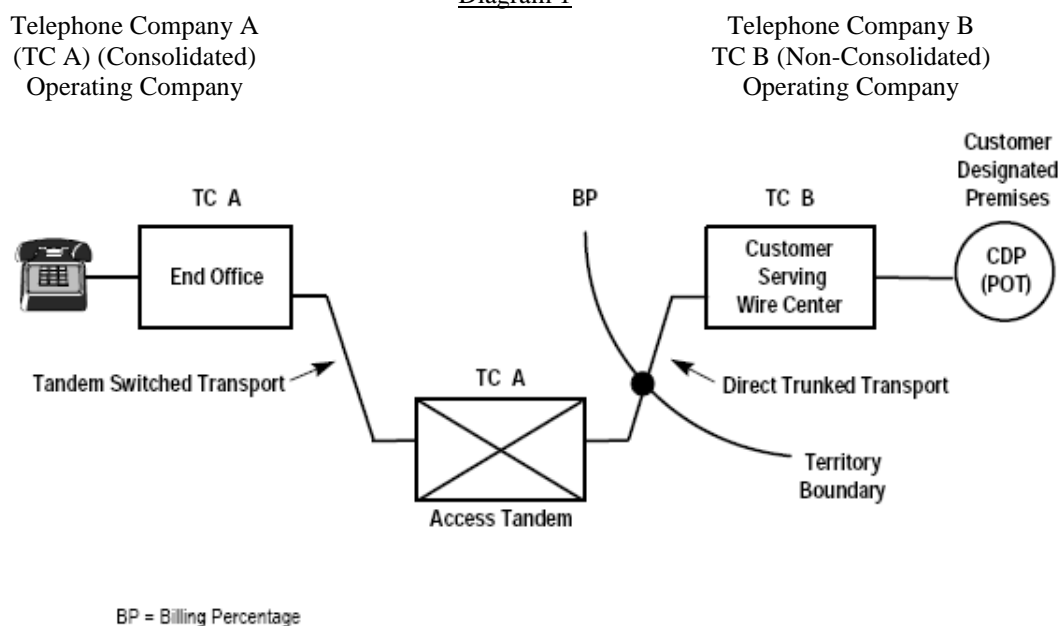 Diagram 1
Telephone Company A
(TC A) (Consolidated)
Operating Company
Telephone Company B
TC B (Non-Consolidated)
Operating Company
Customer
Designated
Premises
TC A
BP
TC B
End Office
Customer
Serving
Wire Center
CDP
(POT)
Tandem Switched Transport
TC A
Direct Trunked Transport
Territory
Boundary
Access Tandem
BP = Billing Percentage